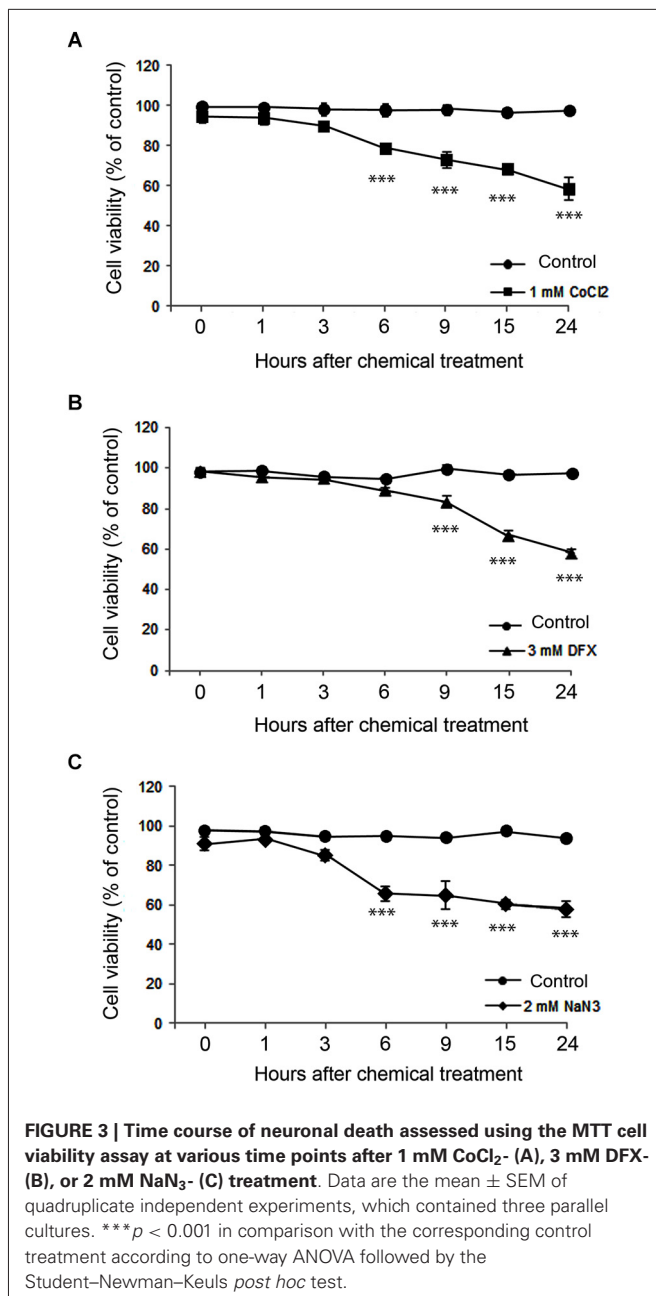 A
Cell viability (% of control)
120
100
80
60
40
20
0
***
***
***
***
Control
1 mM CoCl2
0 1 3 6 9 15 24
Hours after chemical treatment
B
Cell viability (% of control)
120
100
80
60
40
20
0
***
***
***
Control
3 mM DFX
0 1 3 6 9 15 24
Hours after chemical treatment
C
Cell viability (% of control)
120
100
80
60
40
20
0
***
***
***
***
Control
2 mM NaN3
0 1 3 6 9 15 24
Hours after chemical treatment
FIGURE 3 | Time course of neuronal death assessed using the MTT cell
viability assay at various time points after 1 mM CoCl₂- (A), 3 mM DFX-
(B), or 2 mM NaN₃- (C) treatment. Data are the mean ± SEM of
quadruplicate independent experiments, which contained three parallel
cultures. ***p < 0.001 in comparison with the corresponding control
treatment according to one-way ANOVA followed by the
Student–Newman–Keuls post hoc test.